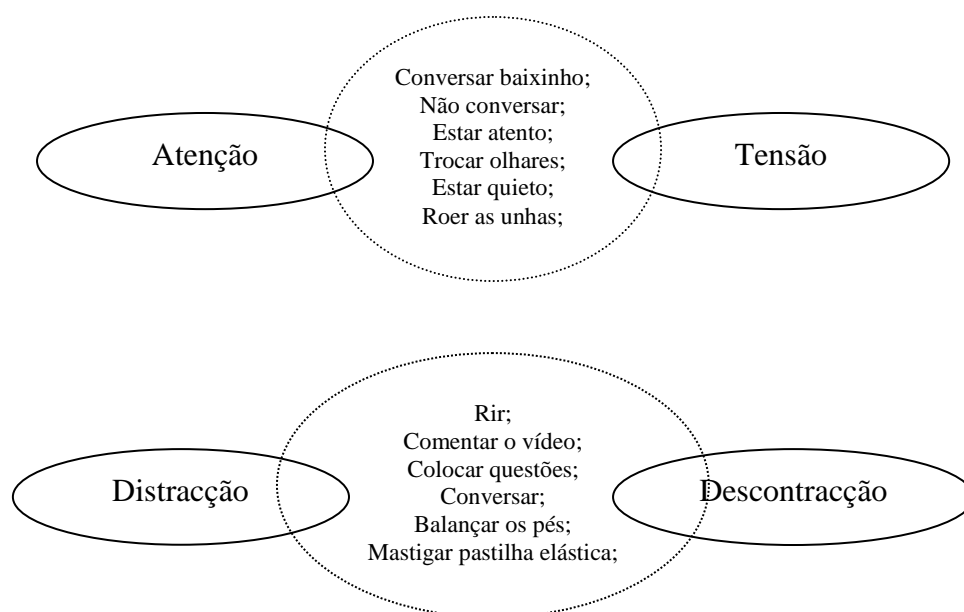 Conversar baixinho;
Não conversar;
Atenção
Estar atento;
Tensão
Trocar olhares;
Estar quieto;
Roer as unhas;
Rir;
Comentar o vídeo;
Colocar questões;
Distracção
Conversar;
Descontracção
Balançar os pés;
Mastigar pastilha elástica;